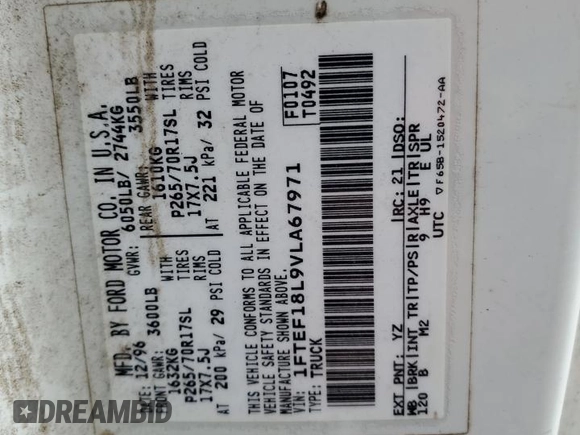 MFD. BY FORD MOTOR CO. IN U.S.A.
DATE: 12/96 GVWR: 6050LB/ 2744KG
FRONT GAWR: 3600LB REAR GAWR: 3550LB
1632KG WITH 1610KG WITH
P265/70R17SL TIRES P265/70R17SL TIRES
17X7.5J RIMS 17X7.5J RIMS
AT 200 kPa/ 29 PSI COLD AT 221 kPa/ 32 PSI COLD
THIS VEHICLE CONFORMS TO ALL APPLICABLE FEDERAL MOTOR
VEHICLE SAFETY STANDARDS IN EFFECT ON THE DATE OF
MANUFACTURE SHOWN ABOVE.
VIN: 1FTEF18L9VLA67971 F0107
TYPE: TRUCK T0492
EXT PNT: YZ RC: 21 DSO:
WB BRK INT TR TP/PS R AXLE TR SPR
120 B M2 9 H9 E UL
UTC
▽F65B-1520472-AA
DREAMBID